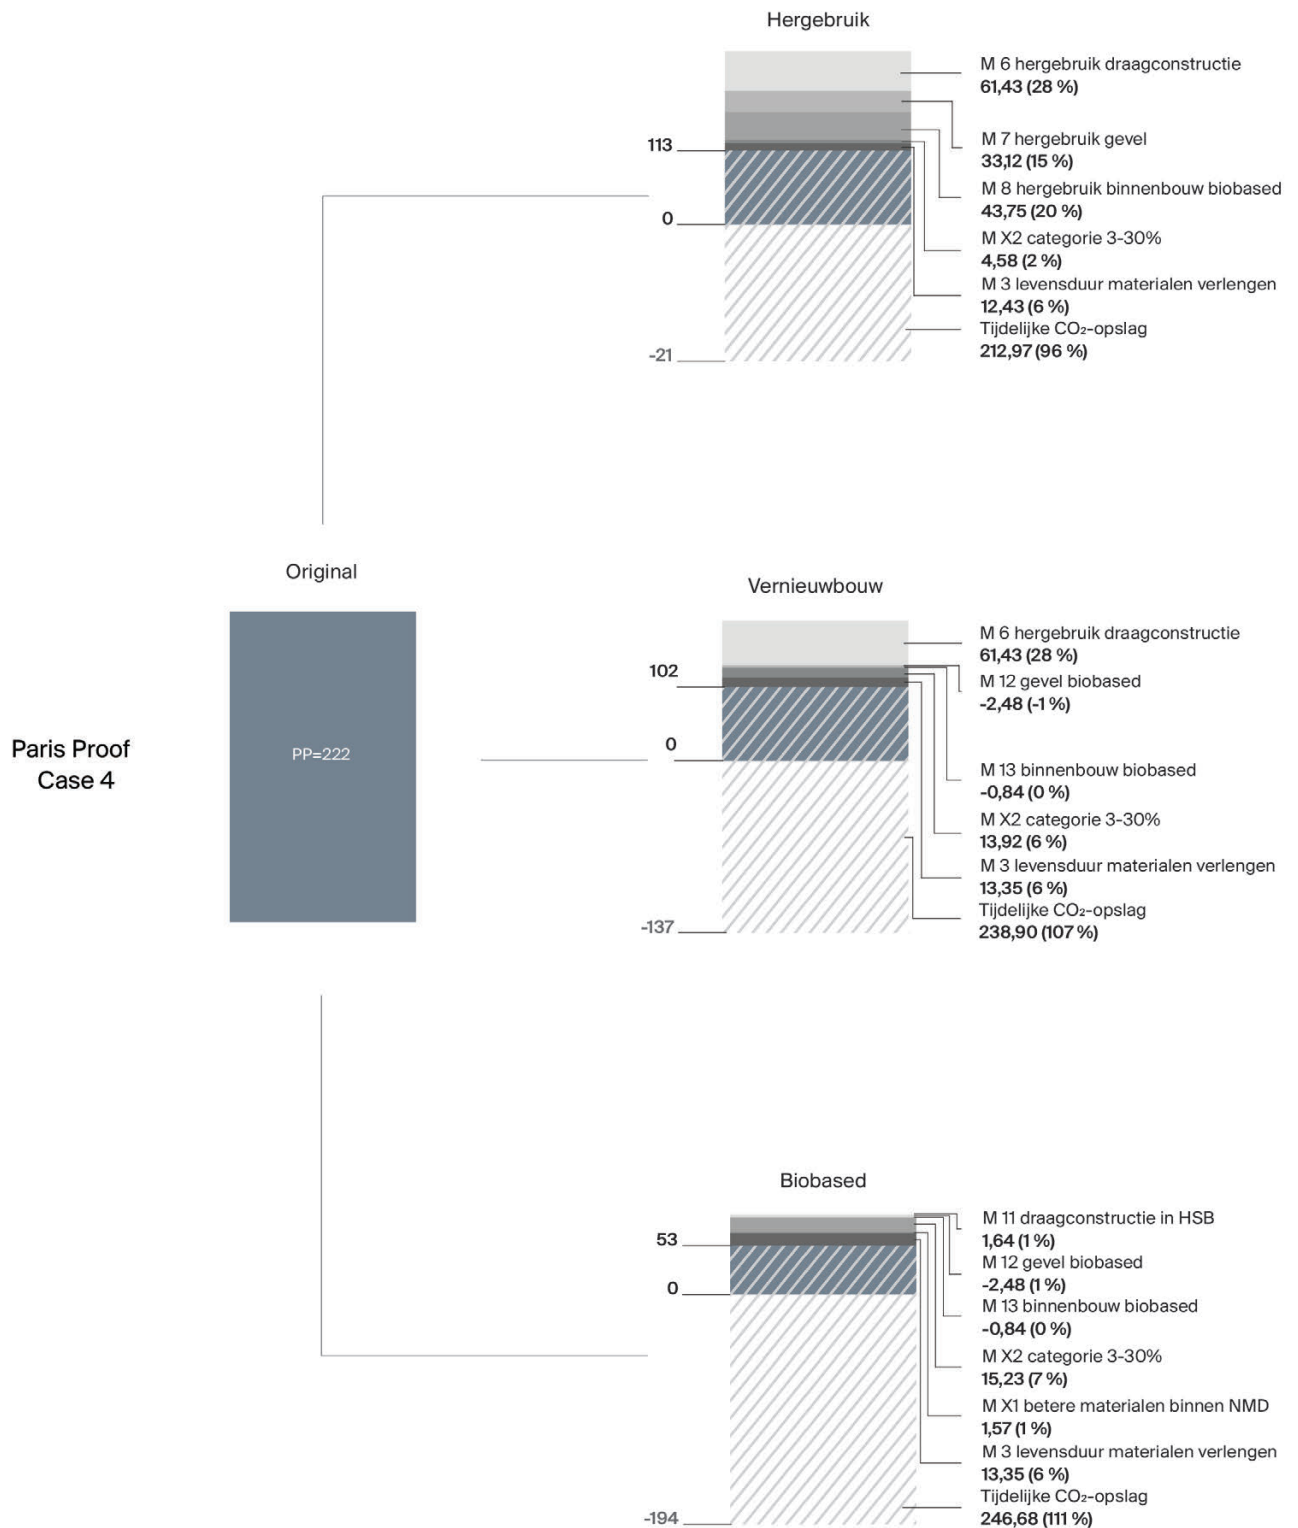 Hergebruik
M 6 hergebruik draagconstructie
61,43 (28 %)
M 7 hergebruik gevel
33,12 (15 %)
113
M 8 hergebruik binnenbouw biobased
43,75 (20 %)
0
M X2 categorie 3-30%
4,58 (2 %)
M 3 levensduur materialen verlengen
12,43 (6 %)
Tijdelijke CO₂-opslag
212,97 (96 %)
-21
Original
PP=222
Paris Proof
Case 4
Vernieuwbouw
M 6 hergebruik draagconstructie
61,43 (28 %)
102
M 12 gevel biobased
-2,48 (-1 %)
0
M 13 binnenbouw biobased
-0,84 (0 %)
M X2 categorie 3-30%
13,92 (6 %)
M 3 levensduur materialen verlengen
13,35 (6 %)
Tijdelijke CO₂-opslag
238,90 (107 %)
-137
Biobased
M 11 draagconstructie in HSB
1,64 (1 %)
53
M 12 gevel biobased
-2,48 (1 %)
0
M 13 binnenbouw biobased
-0,84 (0 %)
M X2 categorie 3-30%
15,23 (7 %)
M X1 betere materialen binnen NMD
1,57 (1 %)
M 3 levensduur materialen verlengen
13,35 (6 %)
Tijdelijke CO₂-opslag
246,68 (111 %)
-194